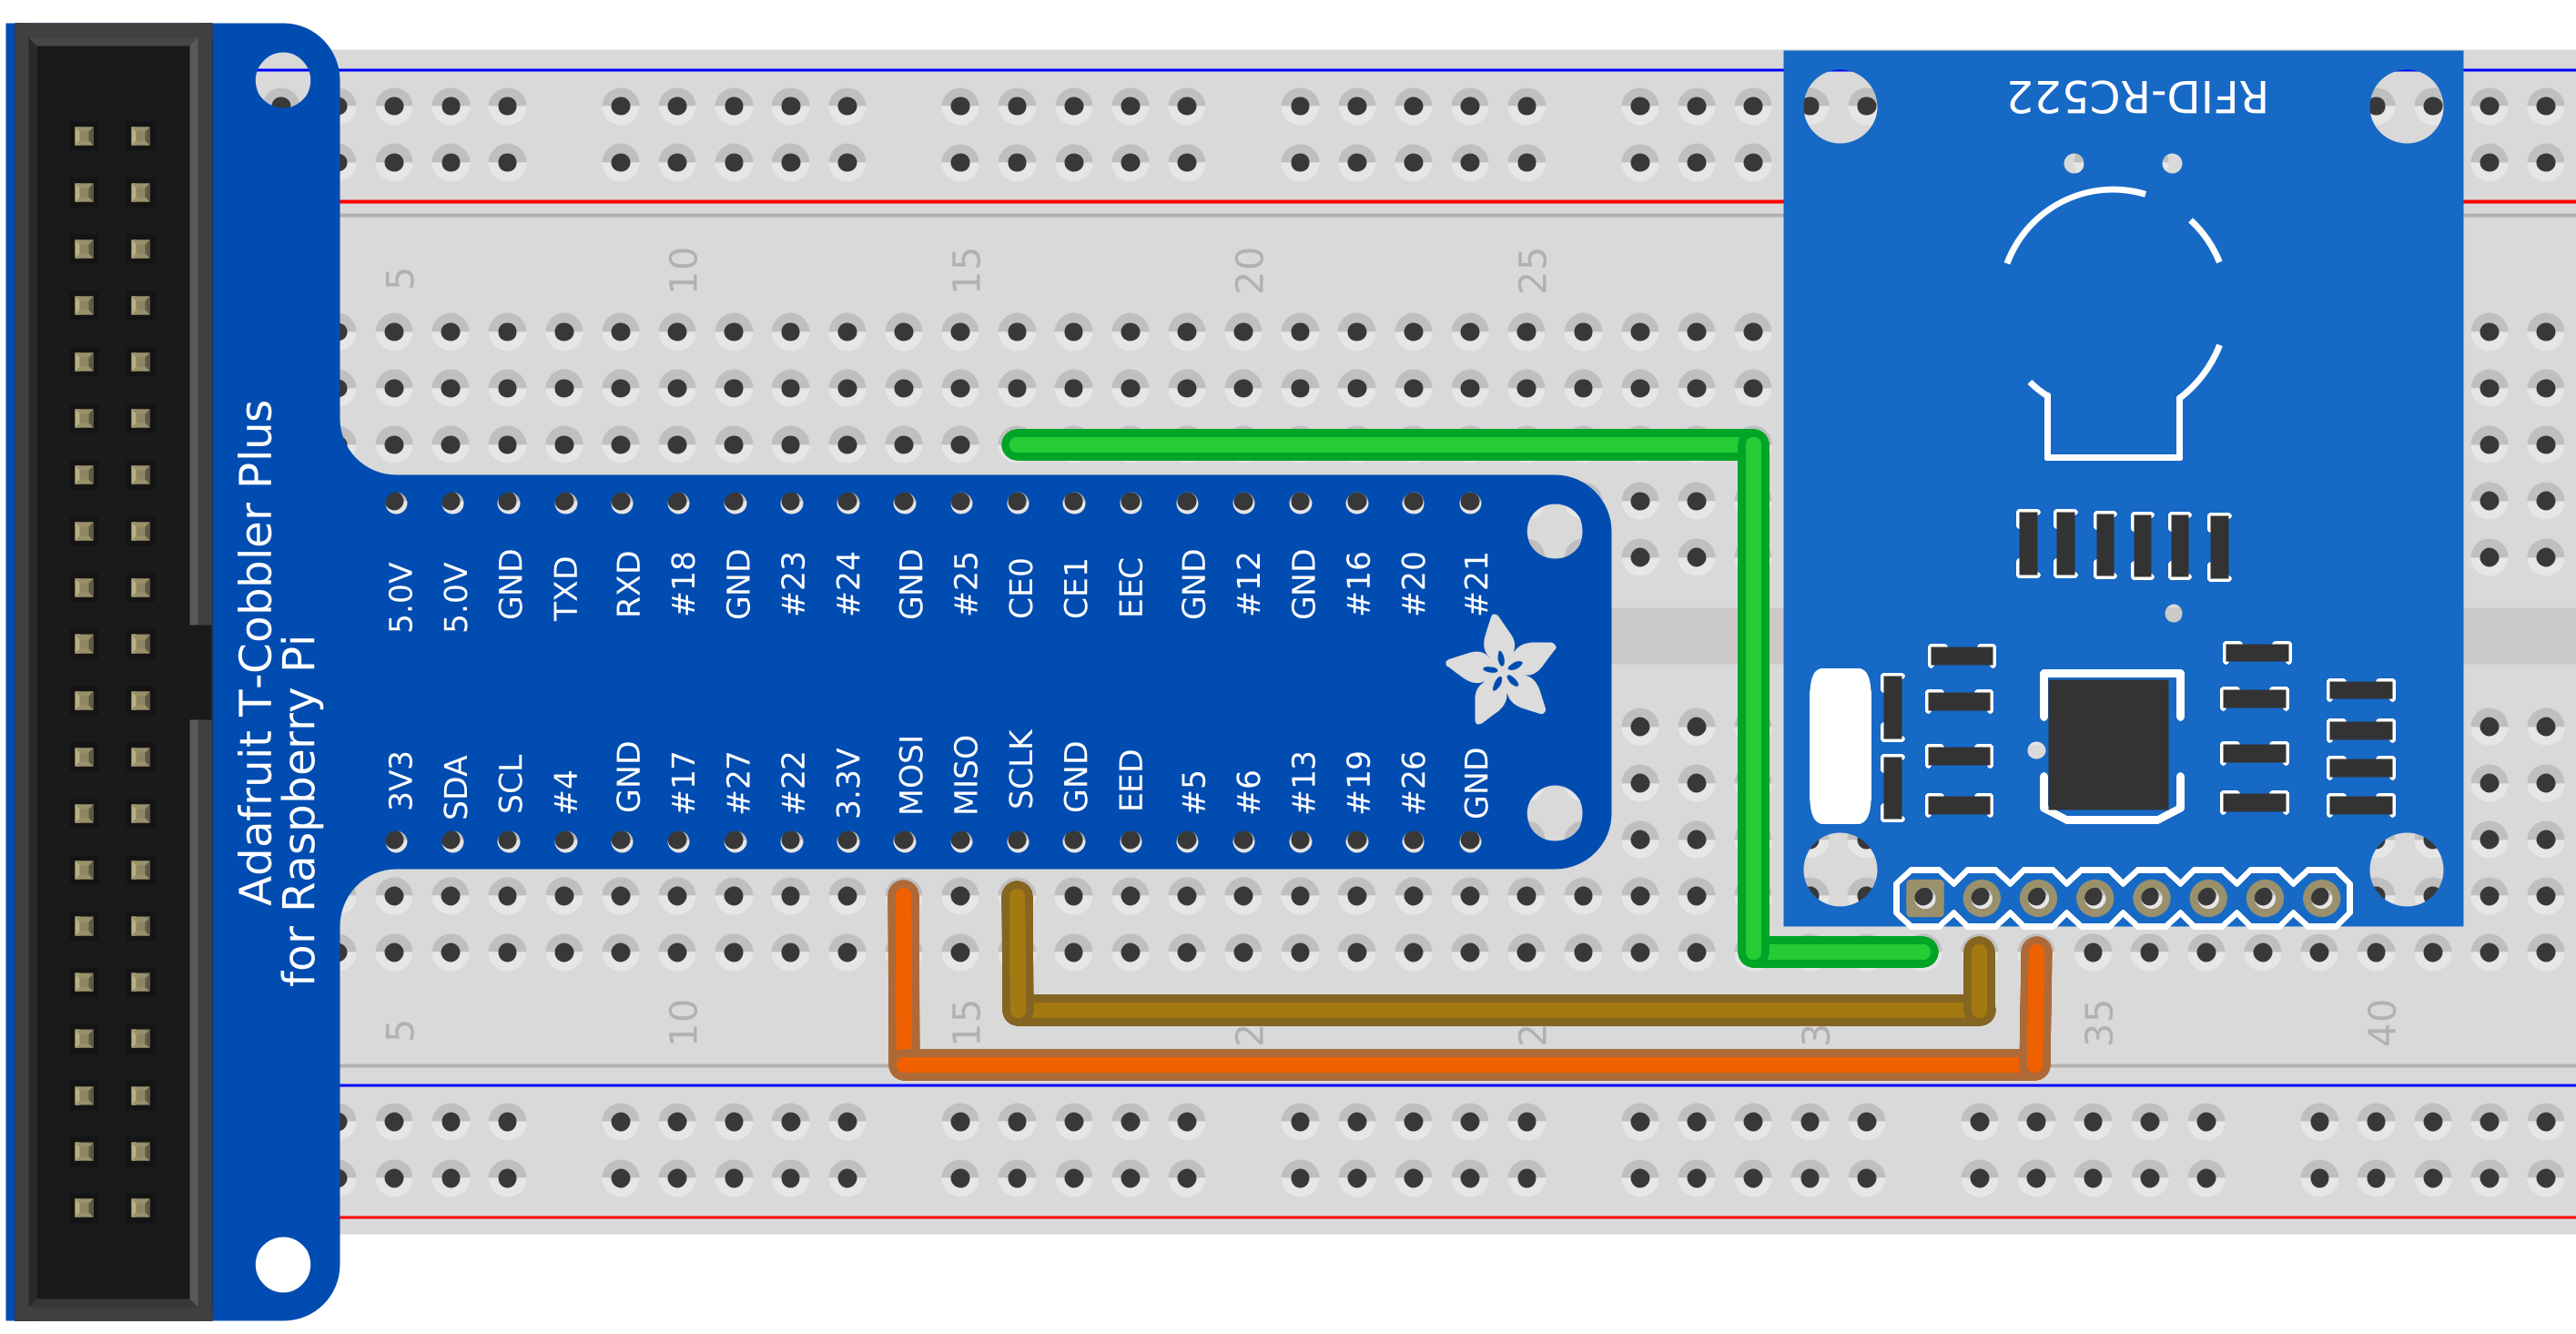 Adafruit T-Cobbler Plus
for Raspberry Pi
RFID-RC522
5 10 15 20 25
5.0V 5.0V GND TXD RXD #18 GND #23 #24 GND #25 CE0 CE1 EEC GND #12 GND #16 #20 #21
3V3 SDA SCL #4 GND #17 #27 #22 3.3V MOSI MISO SCLK GND EED #5 #6 #13 #19 #26 GND
5 10 15 2 2 3 35 40